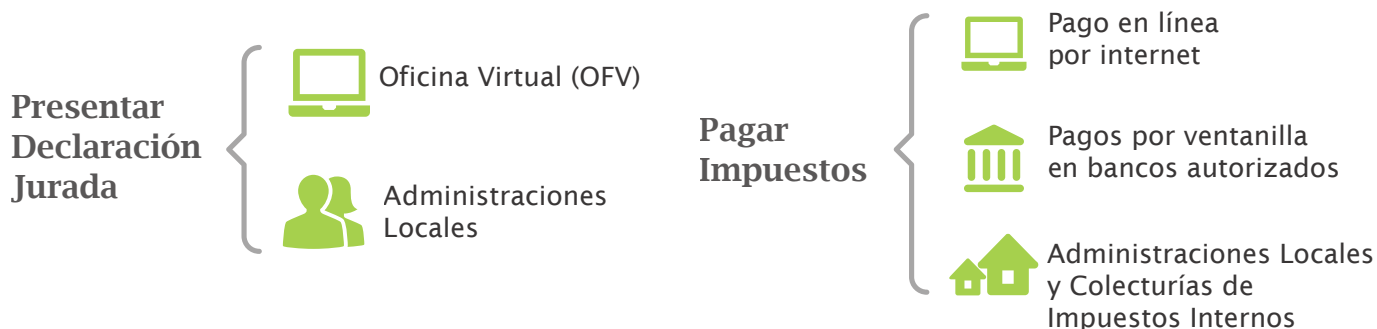 Presentar
Declaración
Jurada
Oficina Virtual (OFV)
Administraciones
Locales
Pagar
Impuestos
Pago en línea
por internet
Pagos por ventanilla
en bancos autorizados
Administraciones Locales
y Colecturías de
Impuestos Internos